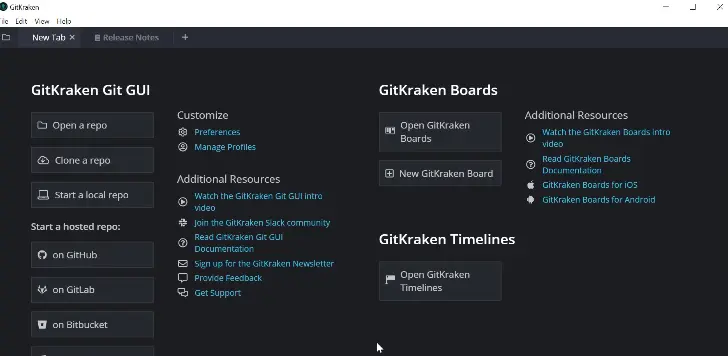 GitKraken
Edit View Help
New Tab
Release Notes
GitKraken Git GUI
Open a repo
Clone a repo
Start a local repo
Start a hosted repo:
on GitHub
on GitLab
on Bitbucket
Customize
Preferences
Manage Profiles
Additional Resources
Watch the GitKraken Git GUI intro
video
Join the GitKraken Slack community
Read GitKraken Git GUI
Documentation
Sign up for the GitKraken Newsletter
Provide Feedback
Get Support
GitKraken Boards
Open GitKraken
Boards
New GitKraken Board
Additional Resources
Watch the GitKraken Boards intro
video
Read GitKraken Boards
Documentation
GitKraken Boards for iOS
GitKraken Boards for Android
GitKraken Timelines
Open GitKraken
Timelines